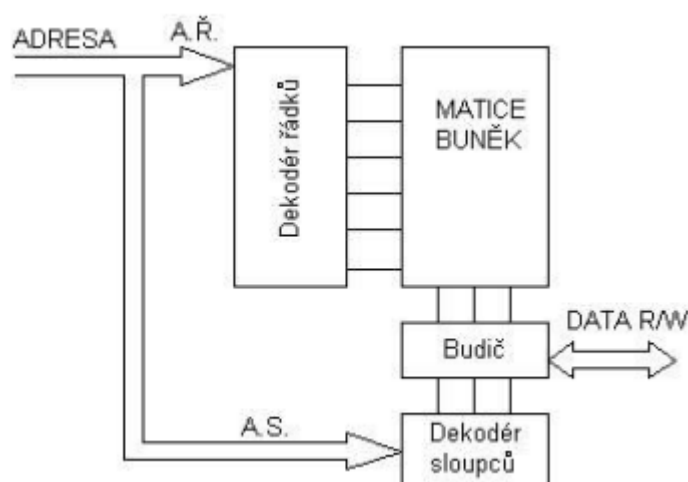 ADRESA
A.Ř.
Dekodér řádků
MATICE
BUNĚK
DATA R/W
Budič
A.S.
Dekodér
sloupců